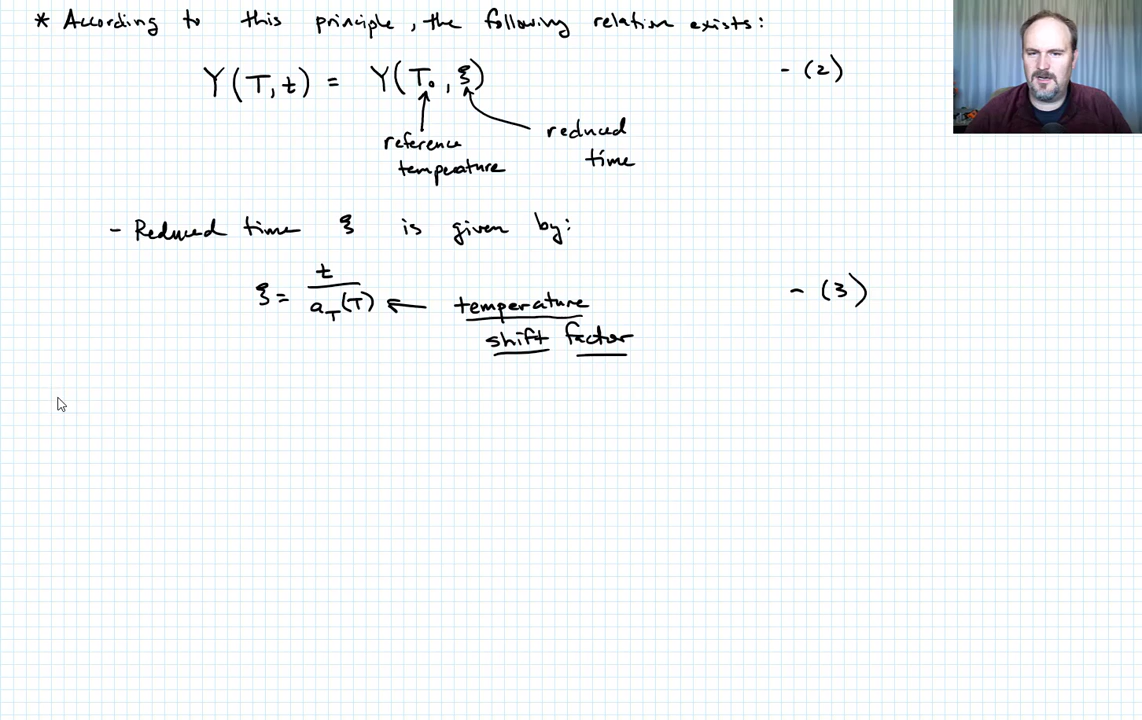 * According to this principle, the following relation exists:
Y(T,t) = Y(T₀, ξ) - (2)
reference temperature
reduced time
- Reduced time ξ is given by:
ξ = t / a_T(T) ← temperature shift factor - (3)